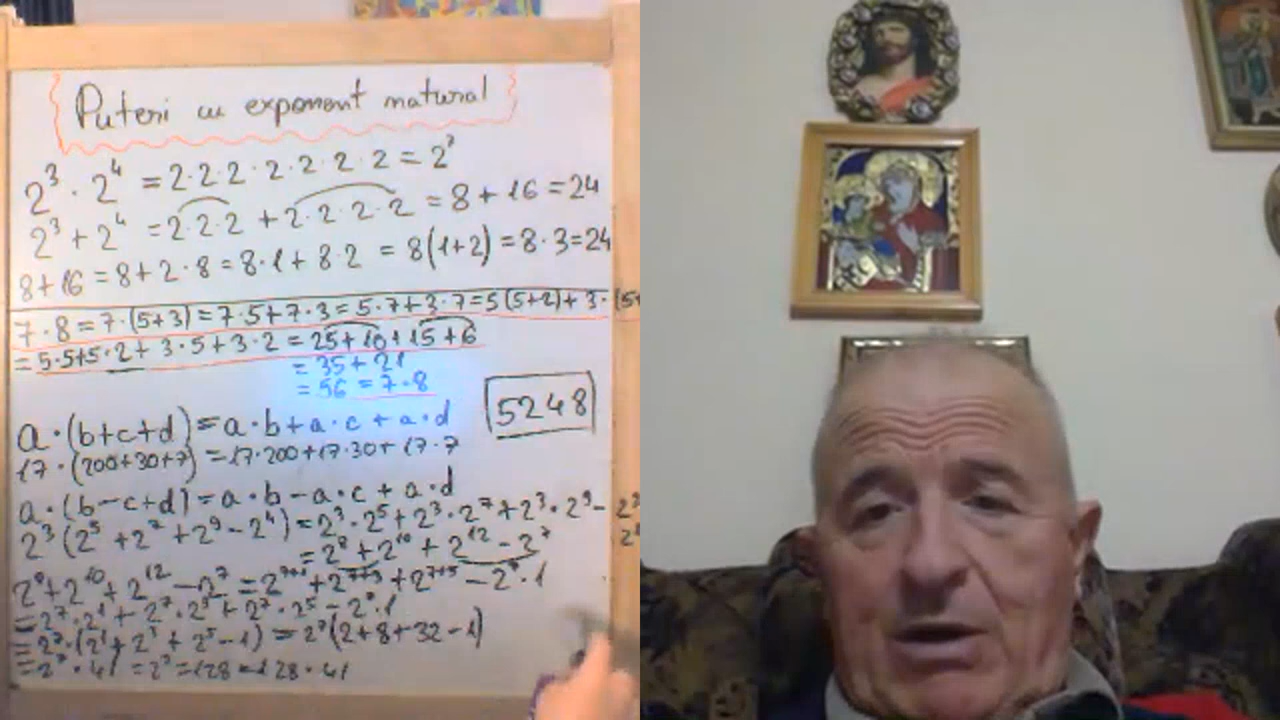 Puteri cu exponent natural
2³ · 2⁴ = 2·2·2·2·2·2·2 = 2⁷
2³ + 2⁴ = 2·2·2 + 2·2·2·2 = 8 + 16 = 24
8 + 16 = 8 + 2·8 = 8·1 + 8·2 = 8(1+2) = 8·3 = 24
7·8 = 7·(5+3) = 7·5 + 7·3 = 5·7 + 3·7 = 5(5+2) + 3·(5+
= 5·5 + 5·2 + 3·5 + 3·2 = 25 + 10 + 15 + 6
= 35 + 21
= 56 = 7·8
5248
a·(b+c+d) = a·b + a·c + a·d
17·(200+30+7) = 17·200 + 17·30 + 17·7
a·(b−c+d) = a·b − a·c + a·d
2³(2⁵ + 2⁷ + 2⁹ − 2⁴) = 2³·2⁵ + 2³·2⁷ + 2³·2⁹ −
= 2⁸ + 2¹⁰ + 2¹² − 2⁷
2⁸ + 2¹⁰ + 2¹² − 2⁷ = 2⁷⁺¹ + 2⁷⁺³ + 2⁷⁺⁵ − 2⁷·1
= 2⁷·2¹ + 2⁷·2³ + 2⁷·2⁵ − 2⁷·1
= 2⁷·(2¹ + 2³ + 2⁵ − 1) = 2⁷(2 + 8 + 32 − 1)
= 2⁷·41 = 2⁷ = 128 = 128·41